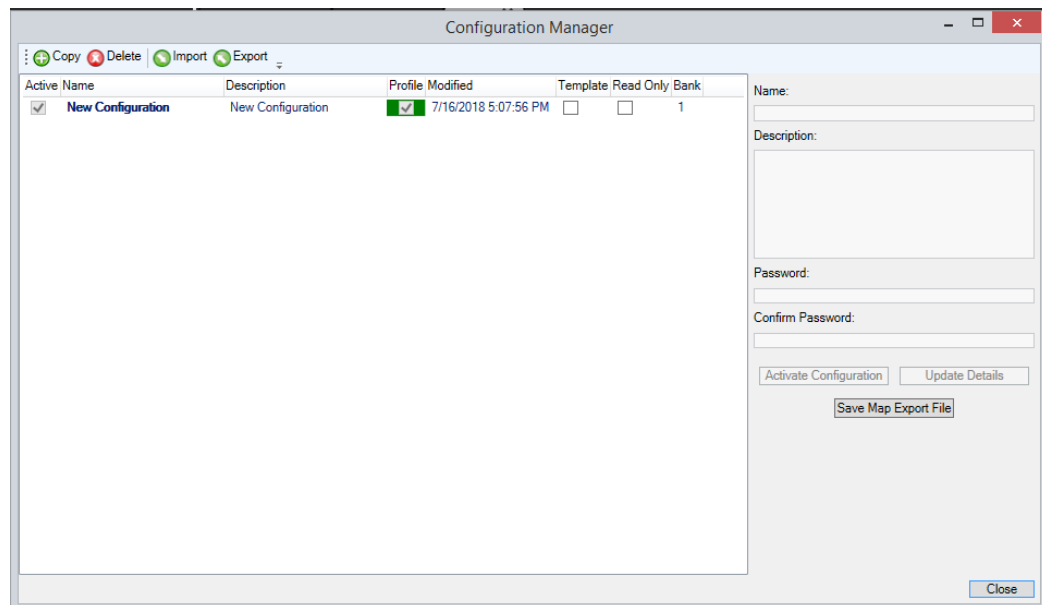 Configuration Manager
Copy Delete Import Export
Active Name Description Profile Modified Template Read Only Bank
New Configuration New Configuration 7/16/2018 5:07:56 PM 1
Name:
Description:
Password:
Confirm Password:
Activate Configuration Update Details
Save Map Export File
Close